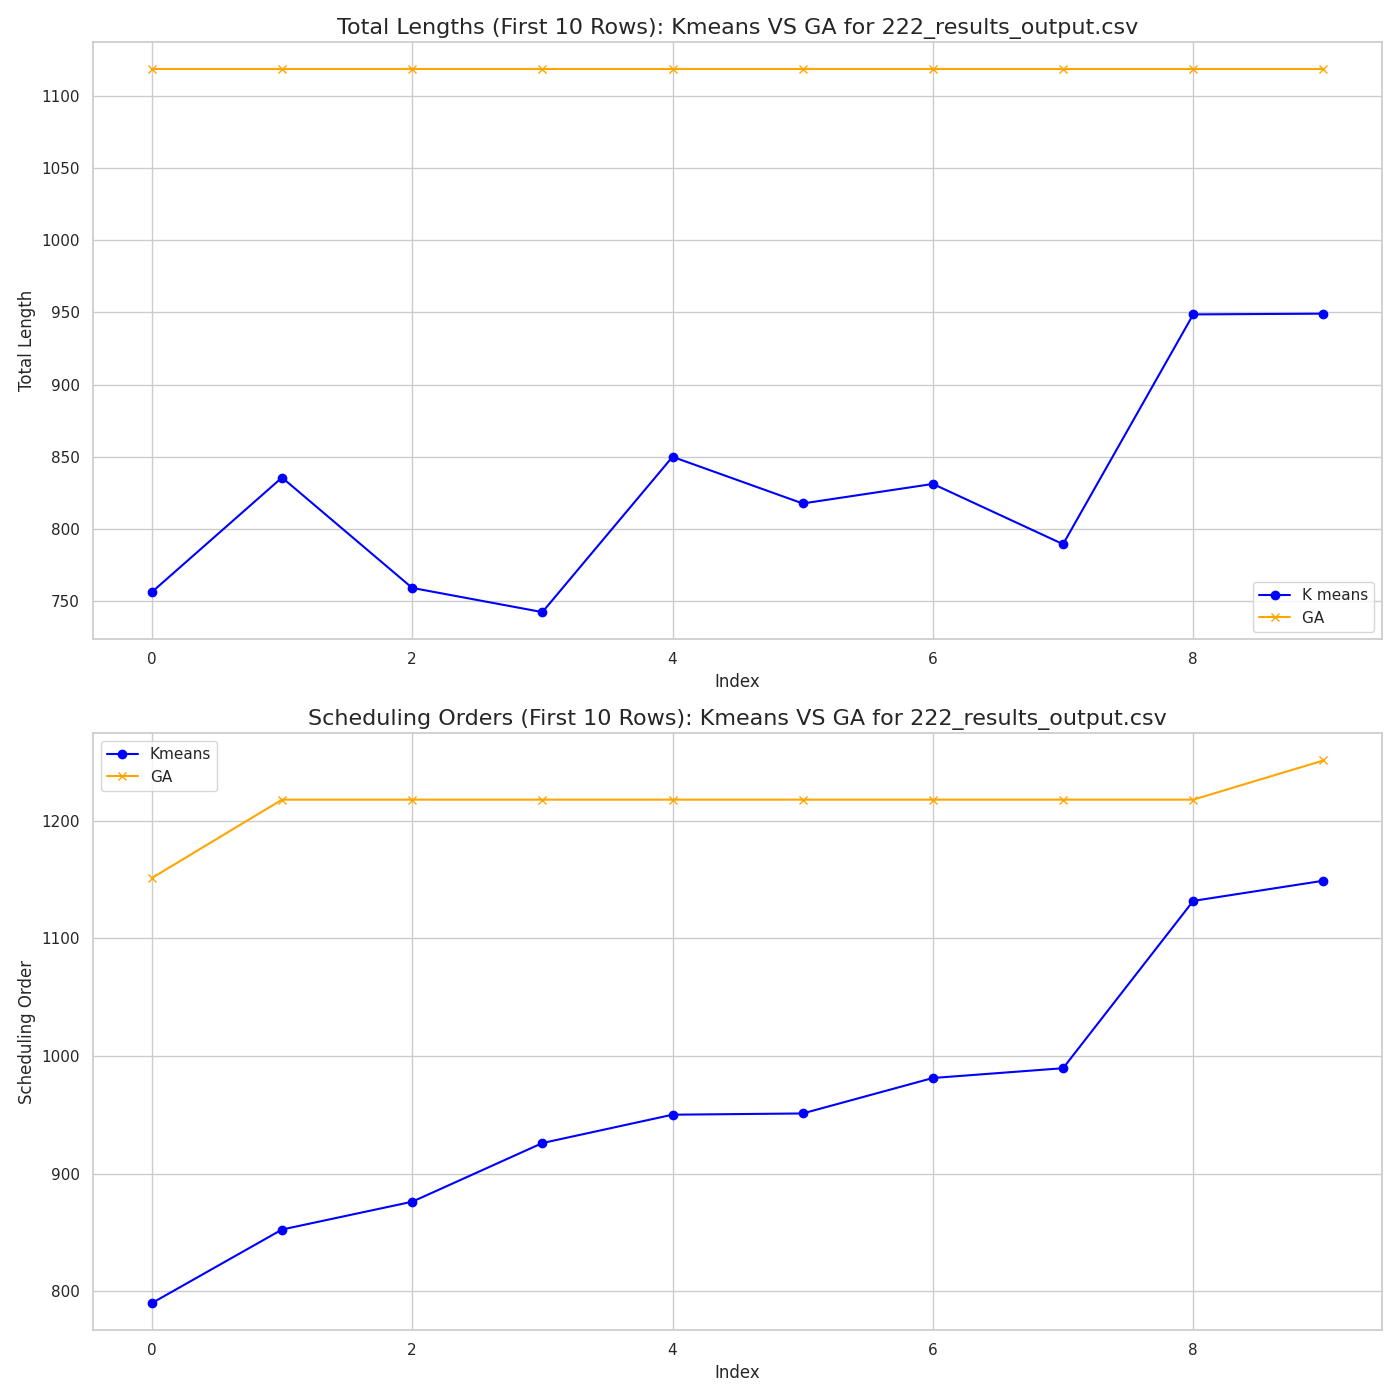 Total Lengths (First 10 Rows): Kmeans VS GA for 222_results_output.csv
1100
1050
1000
950
900
850
800
750
Total Length
K means
GA
0 2 4 6 8
Index
Scheduling Orders (First 10 Rows): Kmeans VS GA for 222_results_output.csv
Kmeans
GA
1200
1100
1000
900
800
Scheduling Order
0 2 4 6 8
Index